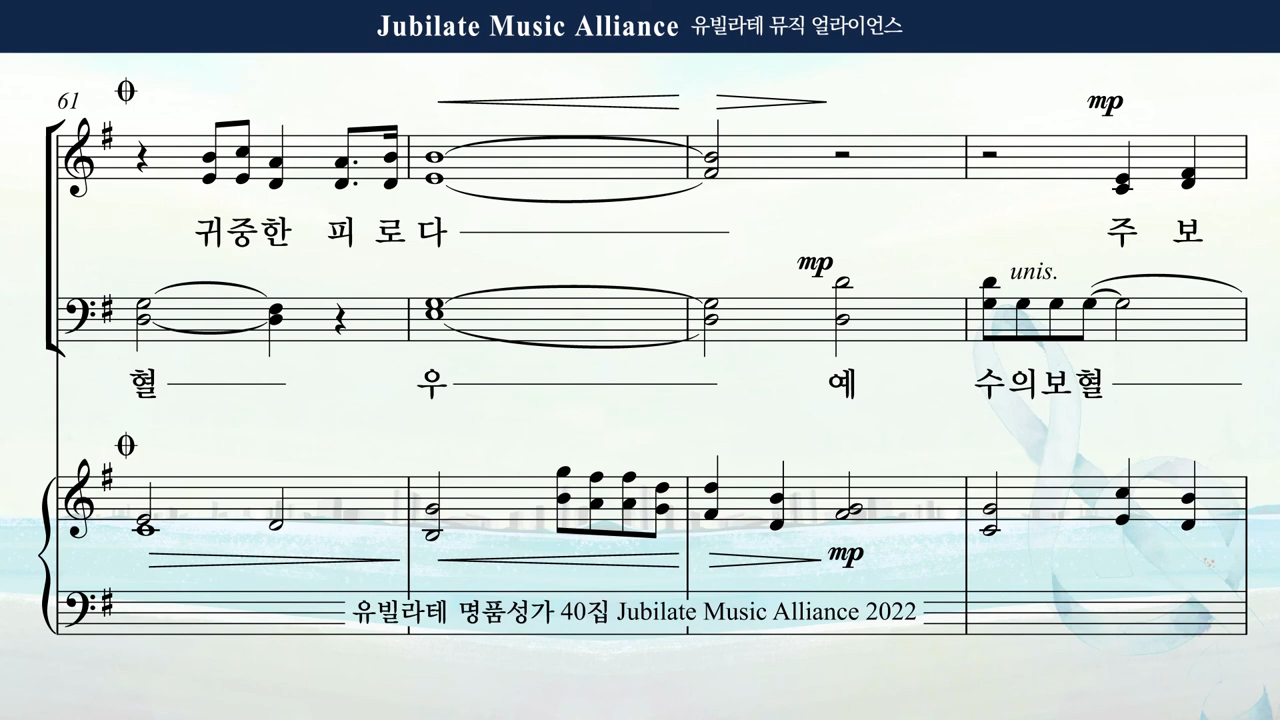 Jubilate Music Alliance 유빌라테 뮤직 얼라이언스
61
mp
귀중한 피 로 다 주 보
mp unis.
혈 우 예 수의보혈
mp
유빌라테 명품성가 40집 Jubilate Music Alliance 2022